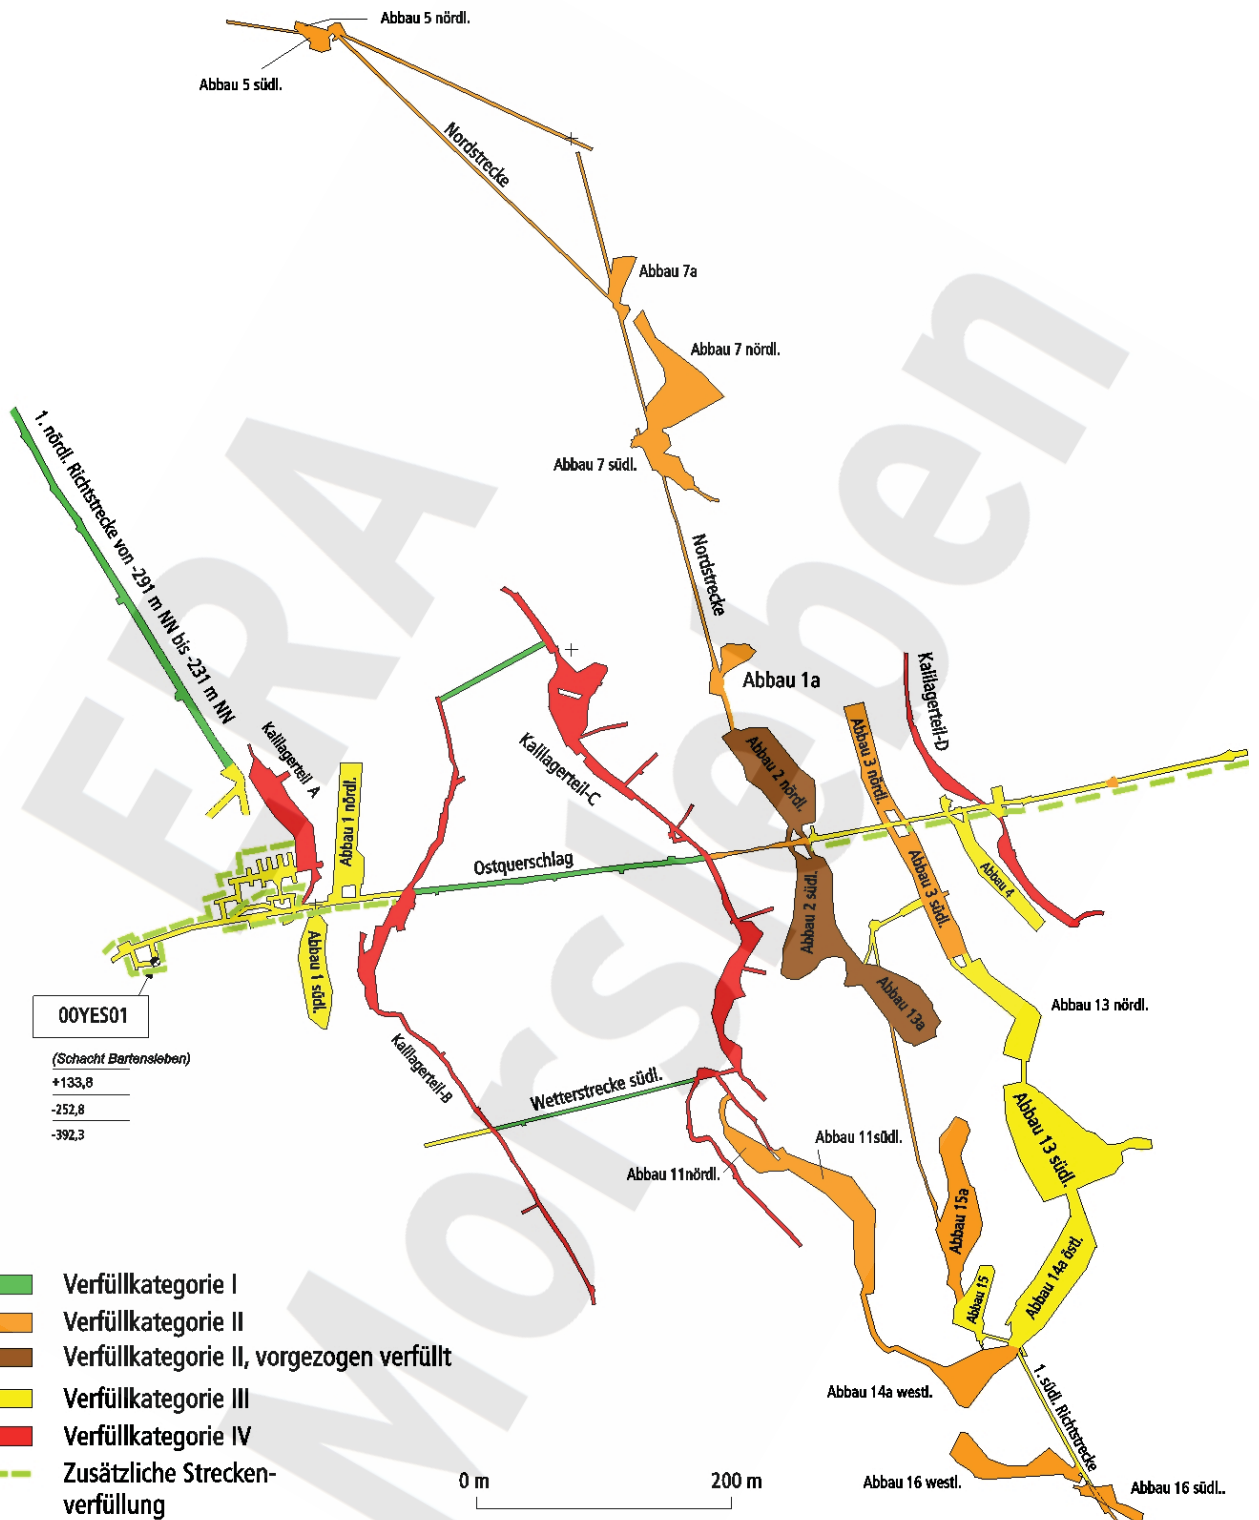 Abbau 5 nördl.
Abbau 5 südl.
Nordstrecke
Abbau 7a
Abbau 7 nördl.
Abbau 7 südl.
1. nördl. Richtstrecke von -291 m NN bis -231 m NN
Nordstrecke
Abbau 1a
Kalilagerteil-D
Kalilagerteil A
Kalilagerteil-C
Abbau 2 nördl.
Abbau 3 nördl.
Abbau 1 nördl.
Ostquerschlag
Abbau 4
Abbau 2 südl.
Abbau 3 südl.
Abbau 1 südl.
Abbau 13a
Abbau 13 nördl.
00YES01
(Schacht Bartensleben)
+133,8
-252,8
-392,3
Kalilagerteil-B
Wetterstrecke südl.
Abbau 11südl.
Abbau 11nördl.
Abbau 13 südl.
Abbau 15a
Abbau 14a östl.
Abbau 15
Abbau 14a westl.
1. südl. Richtstrecke
Abbau 16 westl.
Abbau 16 südl..
Verfüllkategorie I
Verfüllkategorie II
Verfüllkategorie II, vorgezogen verfüllt
Verfüllkategorie III
Verfüllkategorie IV
Zusätzliche Strecken-
verfüllung
0 m
200 m
ERA
Morsleben